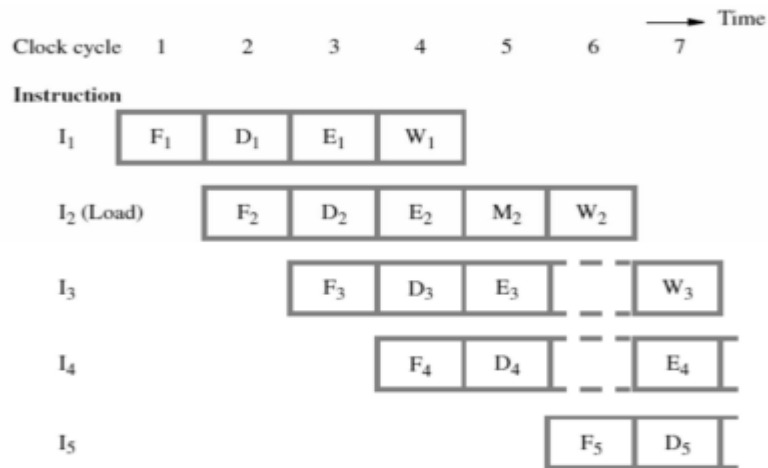 Time
Clock cycle 1 2 3 4 5 6 7
Instruction
I1 F1 D1 E1 W1
I2 (Load) F2 D2 E2 M2 W2
I3 F3 D3 E3 W3
I4 F4 D4 E4
I5 F5 D5